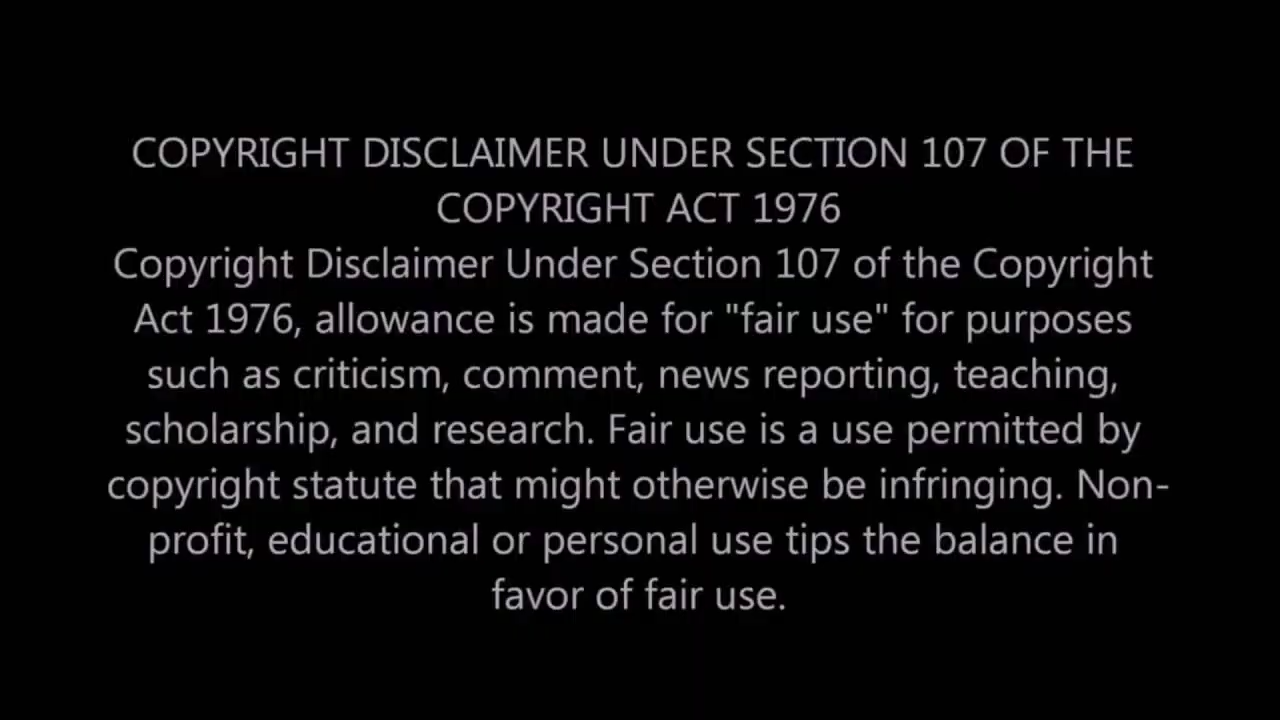 COPYRIGHT DISCLAIMER UNDER SECTION 107 OF THE
COPYRIGHT ACT 1976
Copyright Disclaimer Under Section 107 of the Copyright
Act 1976, allowance is made for "fair use" for purposes
such as criticism, comment, news reporting, teaching,
scholarship, and research. Fair use is a use permitted by
copyright statute that might otherwise be infringing. Non-
profit, educational or personal use tips the balance in
favor of fair use.